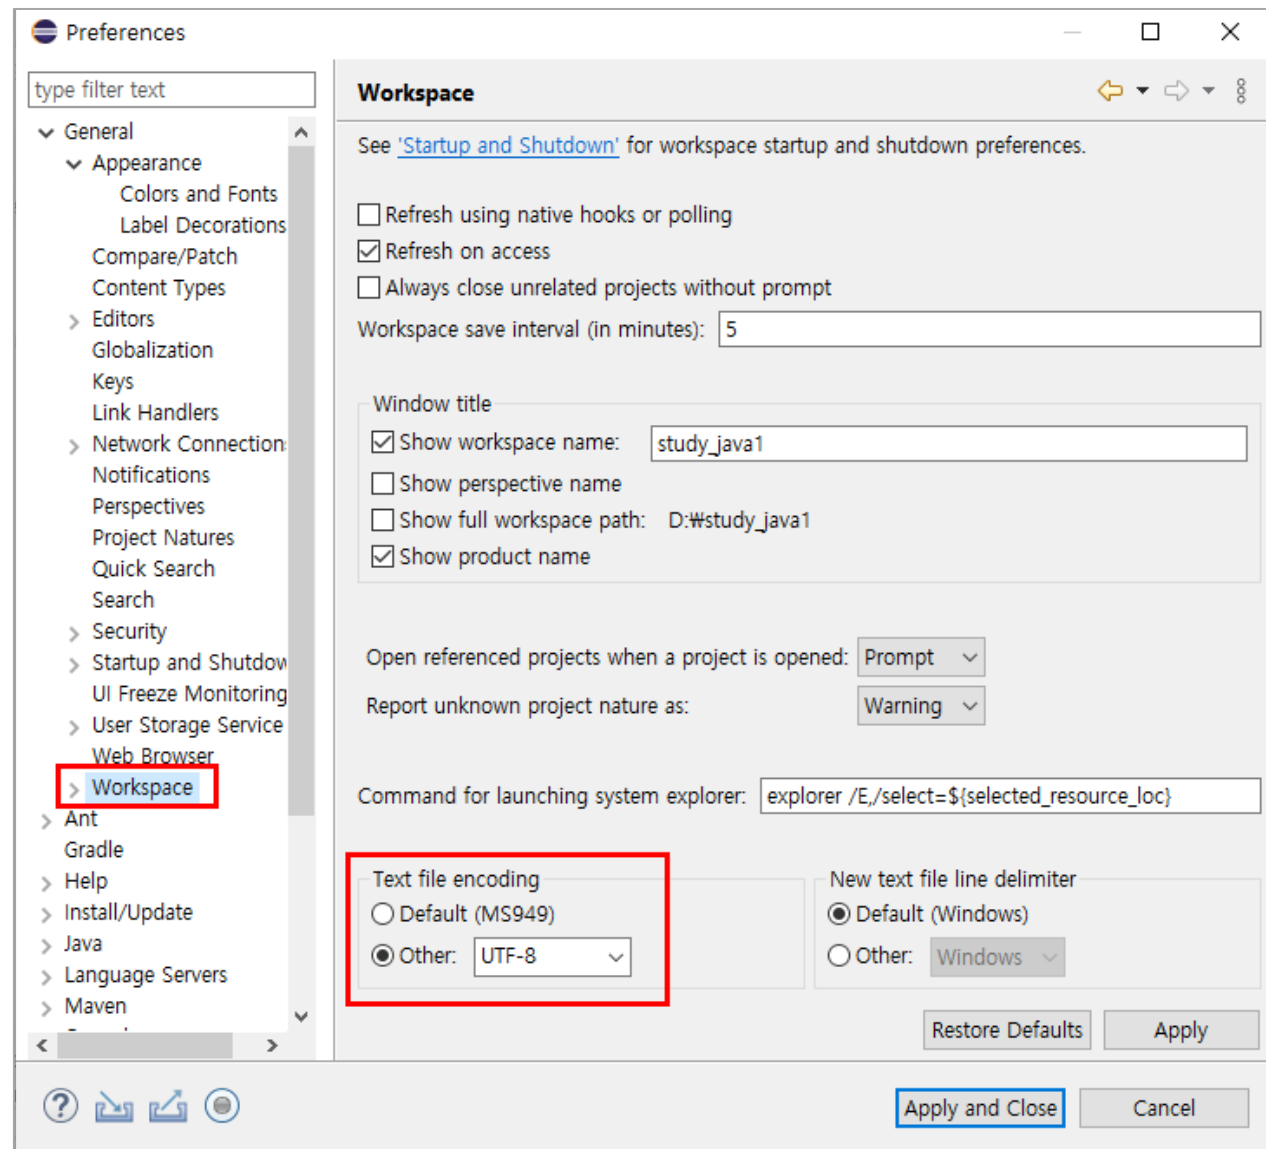 Preferences
type filter text
General
Appearance
Colors and Fonts
Label Decorations
Compare/Patch
Content Types
Editors
Globalization
Keys
Link Handlers
Network Connection
Notifications
Perspectives
Project Natures
Quick Search
Search
Security
Startup and Shutdow
UI Freeze Monitoring
User Storage Service
Web Browser
Workspace
Ant
Gradle
Help
Install/Update
Java
Language Servers
Maven
Workspace
See 'Startup and Shutdown' for workspace startup and shutdown preferences.
Refresh using native hooks or polling
Refresh on access
Always close unrelated projects without prompt
Workspace save interval (in minutes): 5
Window title
Show workspace name: study_java1
Show perspective name
Show full workspace path: D:₩study_java1
Show product name
Open referenced projects when a project is opened: Prompt
Report unknown project nature as: Warning
Command for launching system explorer: explorer /E,/select=${selected_resource_loc}
Text file encoding
Default (MS949)
Other: UTF-8
New text file line delimiter
Default (Windows)
Other: Windows
Restore Defaults
Apply
Apply and Close
Cancel